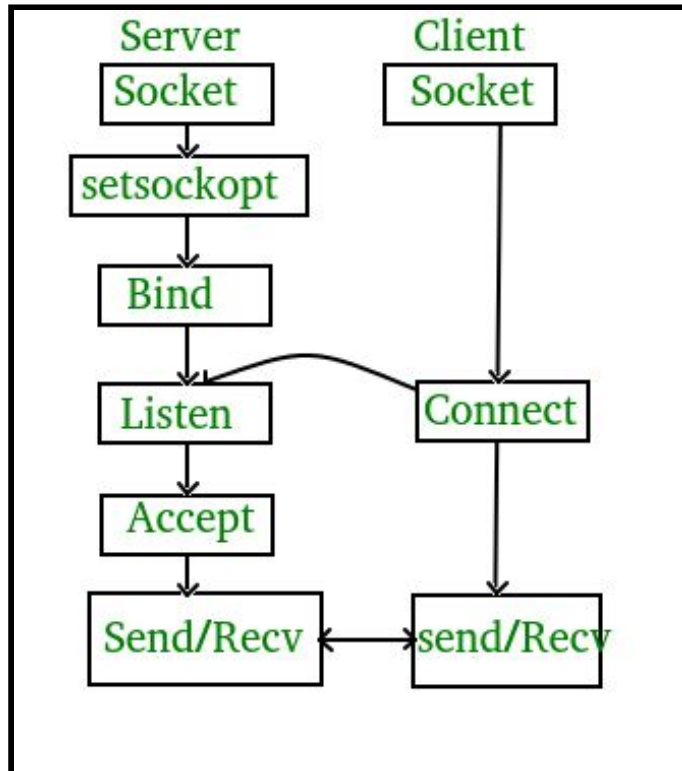 Server
Client
Socket
Socket
setsockopt
Bind
Listen
Connect
Accept
Send/Recv
send/Recv